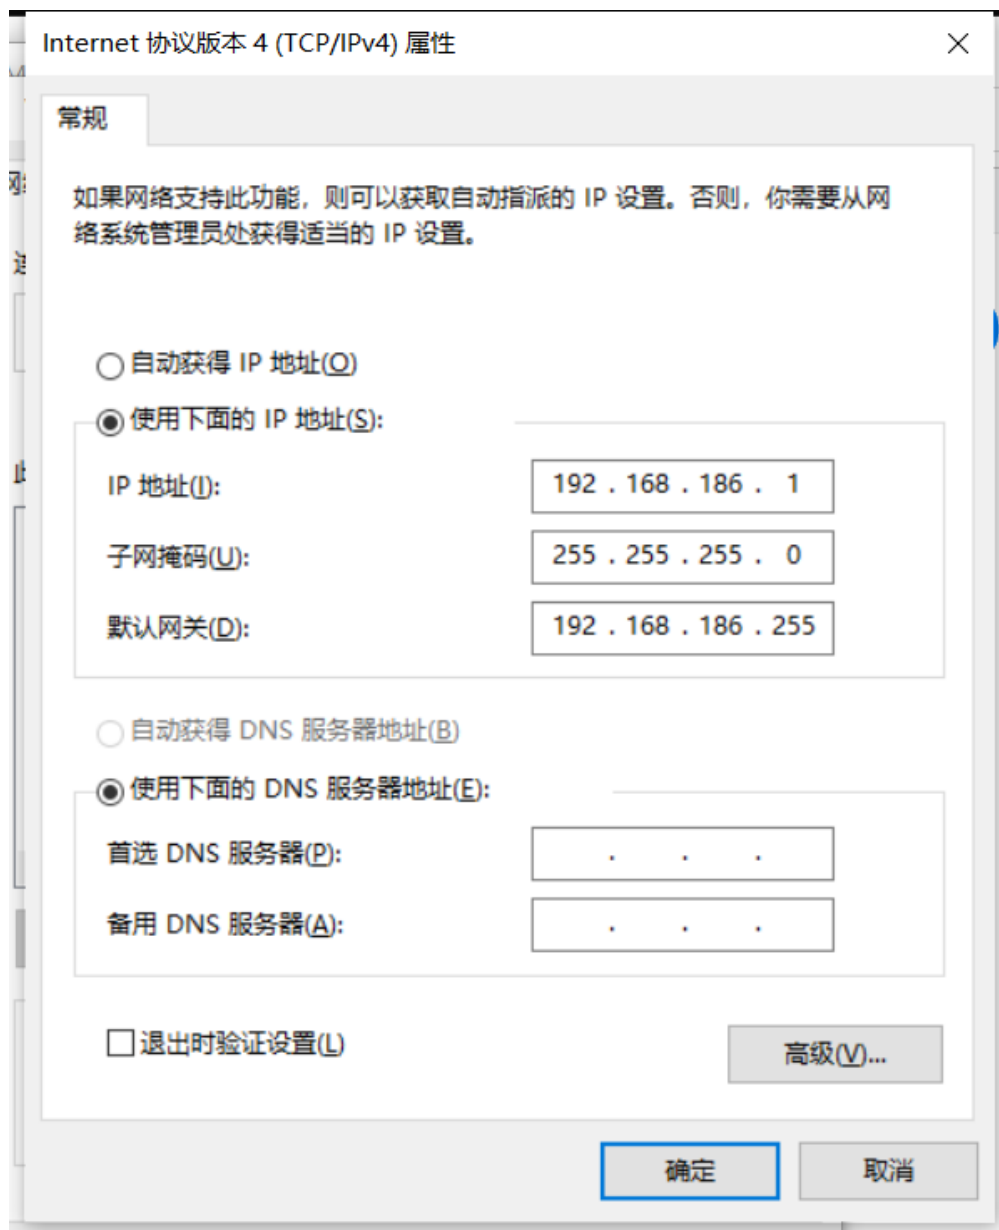 Internet 协议版本 4 (TCP/IPv4) 属性
常规
如果网络支持此功能，则可以获取自动指派的 IP 设置。否则，你需要从网
络系统管理员处获得适当的 IP 设置。
自动获得 IP 地址(O)
使用下面的 IP 地址(S):
IP 地址(I):
192 . 168 . 186 . 1
子网掩码(U):
255 . 255 . 255 . 0
默认网关(D):
192 . 168 . 186 . 255
自动获得 DNS 服务器地址(B)
使用下面的 DNS 服务器地址(E):
首选 DNS 服务器(P):
. . .
备用 DNS 服务器(A):
. . .
退出时验证设置(L)
高级(V)...
确定
取消